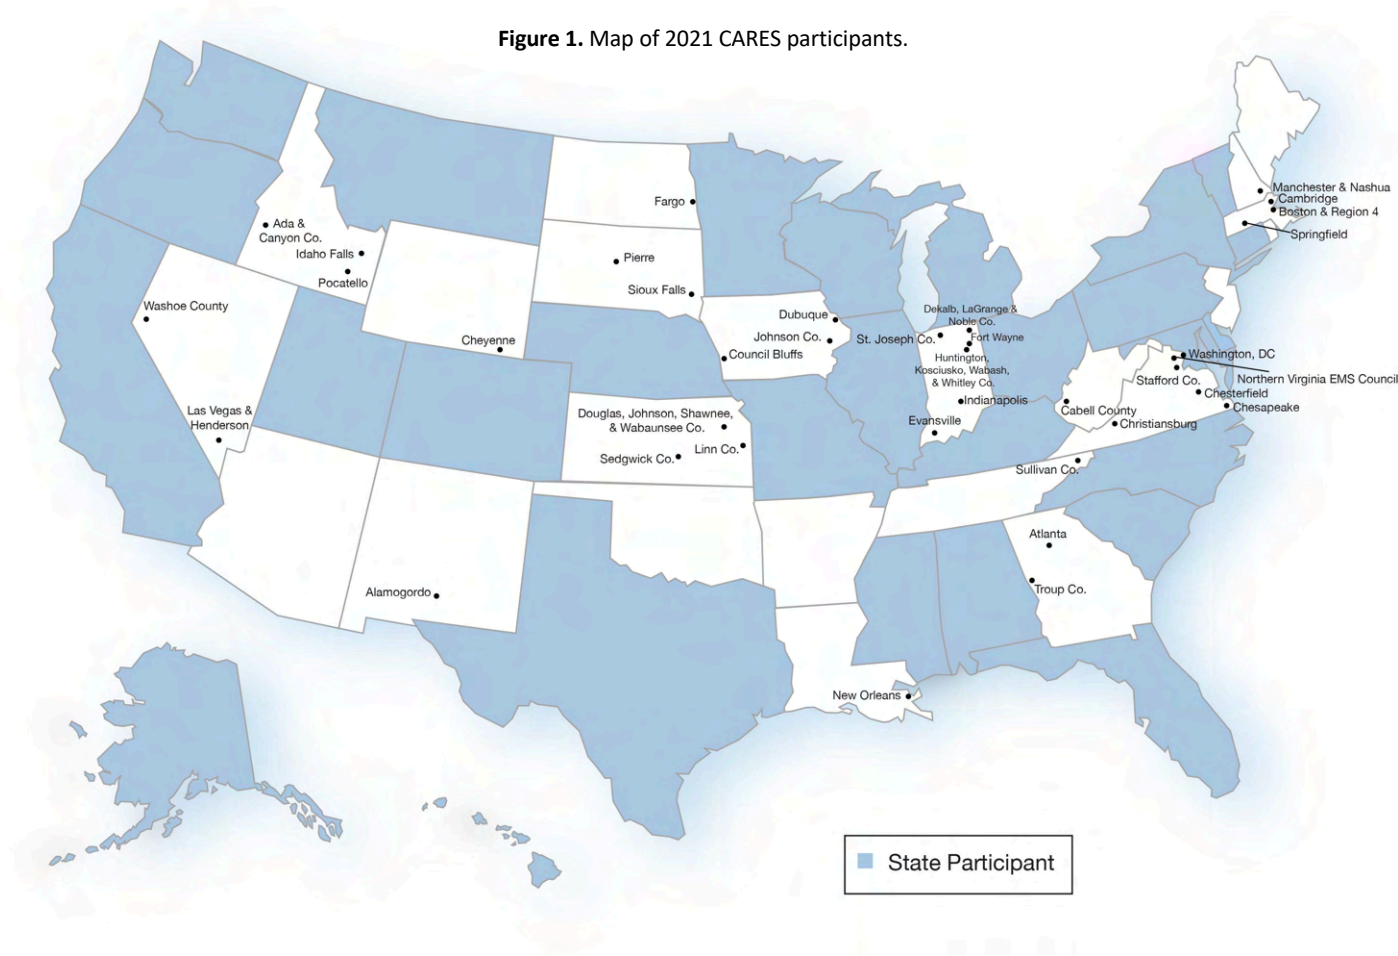 Figure 1. Map of 2021 CARES participants.
Manchester & Nashua
Cambridge
Boston & Region 4
Springfield
Fargo
Ada &
Canyon Co.
Idaho Falls
Pocatello
Pierre
Sioux Falls
Washoe County
Cheyenne
Dubuque
Johnson Co.
Council Bluffs
Dekalb, LaGrange &
Noble Co.
St. Joseph Co.
Fort Wayne
Huntington,
Kosciusko, Wabash,
& Whitley Co.
Indianapolis
Evansville
Washington, DC
Northern Virginia EMS Council
Stafford Co.
Chesterfield
Chesapeake
Cabell County
Christiansburg
Las Vegas &
Henderson
Douglas, Johnson, Shawnee,
& Wabaunsee Co.
Linn Co.
Sedgwick Co.
Sullivan Co.
Atlanta
Troup Co.
Alamogordo
New Orleans
State Participant